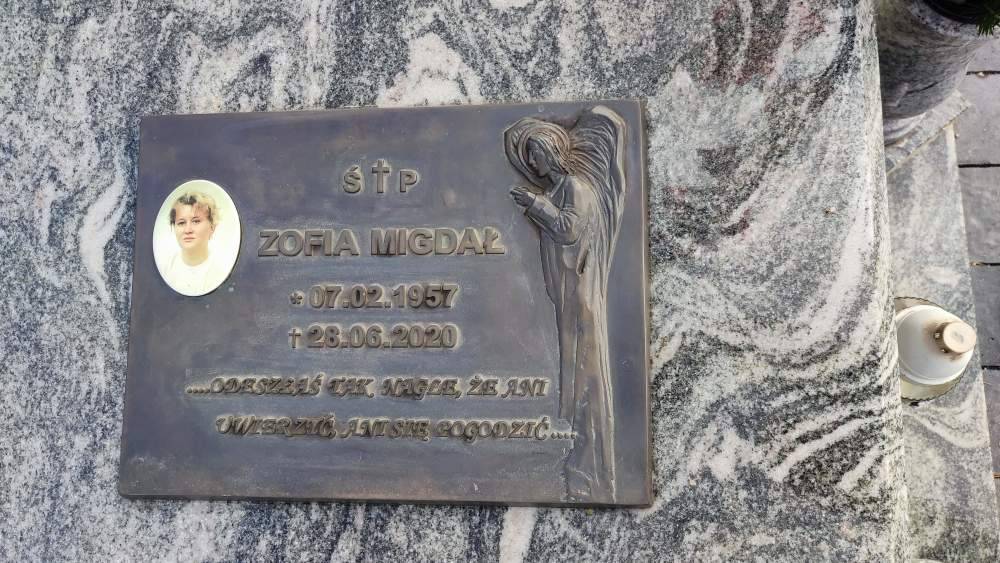 Ś † P
ZOFIA MIGDAŁ
* 07.02.1957
† 28.06.2020
....ODESZŁAŚ TAK NAGLE, ŻE ANI
UWIERZYĆ, ANI SIĘ POGODZIĆ....